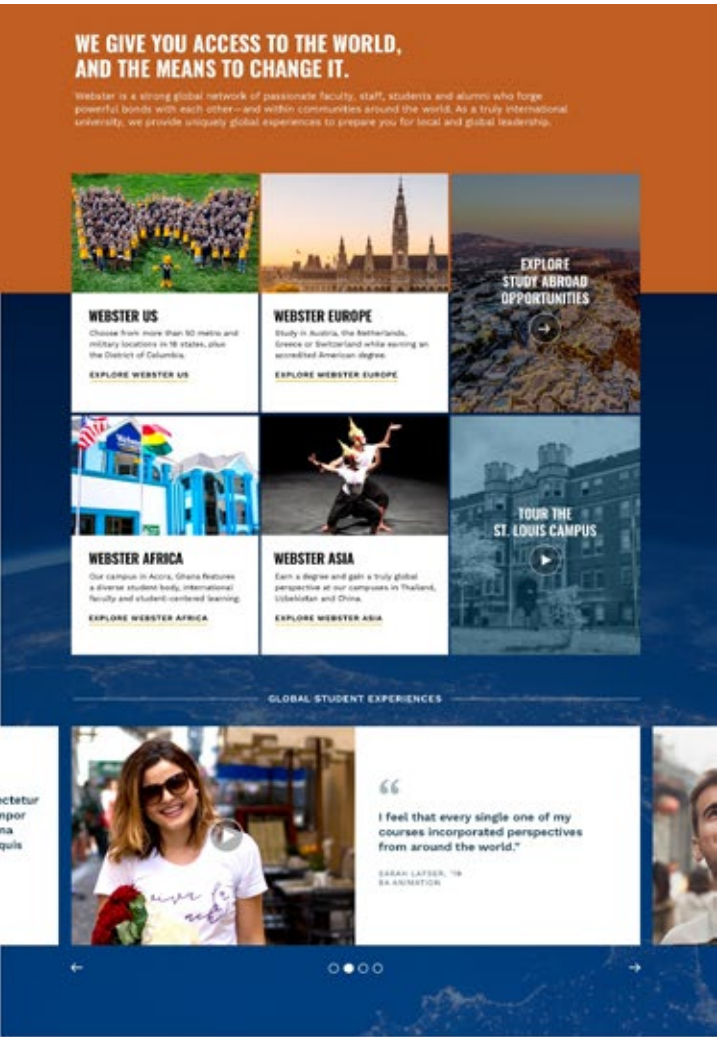 WE GIVE YOU ACCESS TO THE WORLD,
AND THE MEANS TO CHANGE IT.
Webster is a strong global network of passionate faculty, staff, students and alumni who forge
powerful bonds with each other—and within communities around the world. As a truly international
university, we provide uniquely global experiences to prepare you for local and global leadership.
WEBSTER US
Choose from more than 50 metro and
military locations in 16 states, plus
the District of Columbia.
EXPLORE WEBSTER US
WEBSTER EUROPE
Study in Austria, the Netherlands,
Greece or Switzerland while earning an
accredited American degree.
EXPLORE WEBSTER EUROPE
EXPLORE
STUDY ABROAD
OPPORTUNITIES
Webster
WEBSTER AFRICA
Our campus in Accra, Ghana features
a diverse student body, international
faculty and student-centered learning.
EXPLORE WEBSTER AFRICA
WEBSTER ASIA
Earn a degree and gain a truly global
perspective at our campuses in Thailand,
Uzbekistan and China.
EXPLORE WEBSTER ASIA
TOUR THE
ST. LOUIS CAMPUS
GLOBAL STUDENT EXPERIENCES
ectetur
mpor
na
quis
“
I feel that every single one of my
courses incorporated perspectives
from around the world.”
SARAH LAFSER, '19
BA ANIMATION